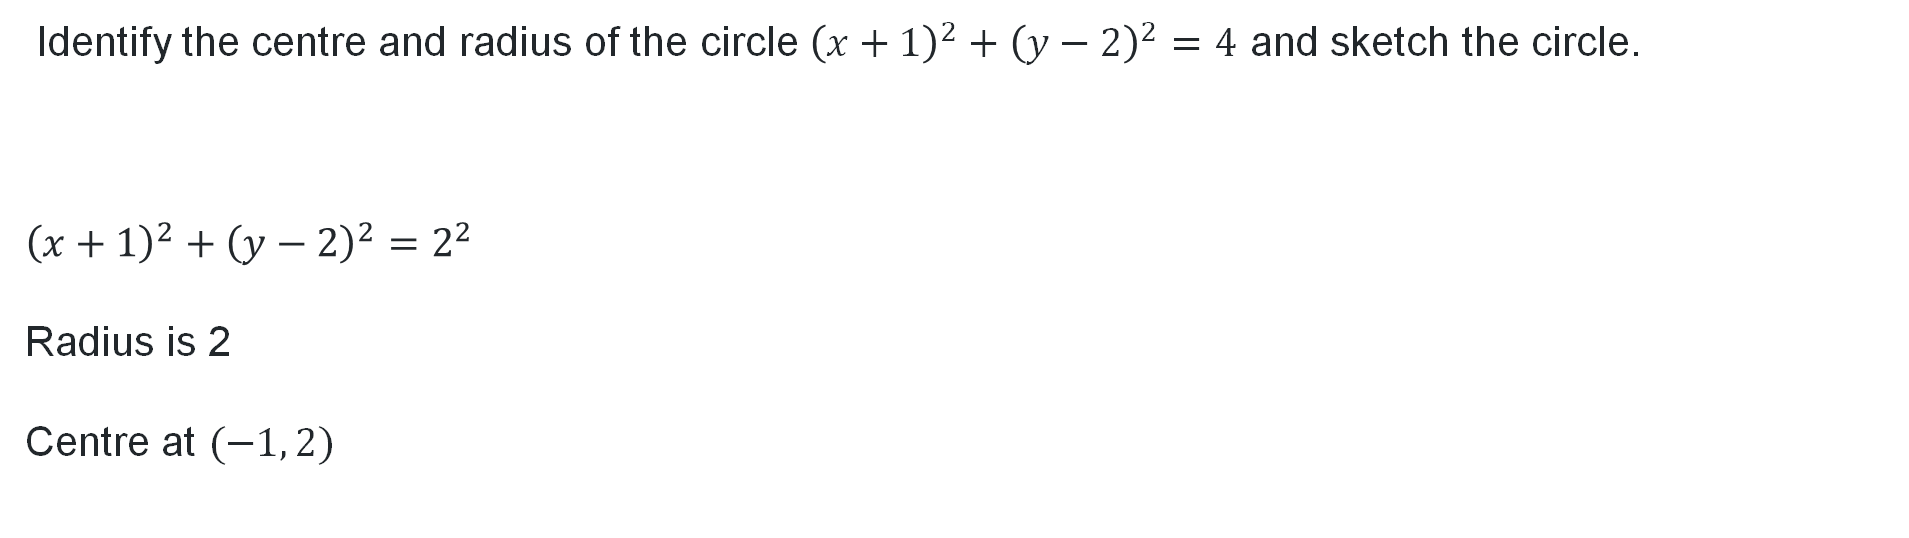 Identify the centre and radius of the circle (x + 1)² + (y − 2)² = 4 and sketch the circle.
(x + 1)² + (y − 2)² = 2²
Radius is 2
Centre at (−1, 2)